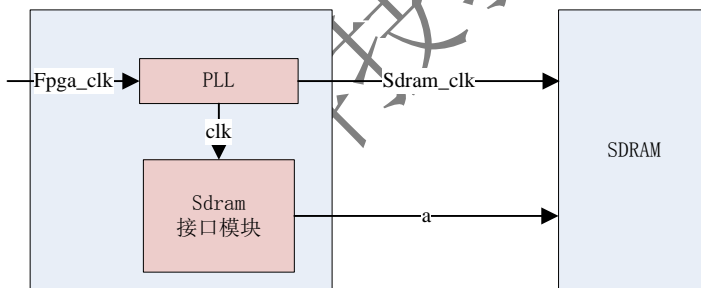 Fpga_clk
PLL
Sdram_clk
clk
SDRAM
Sdram
接口模块
a